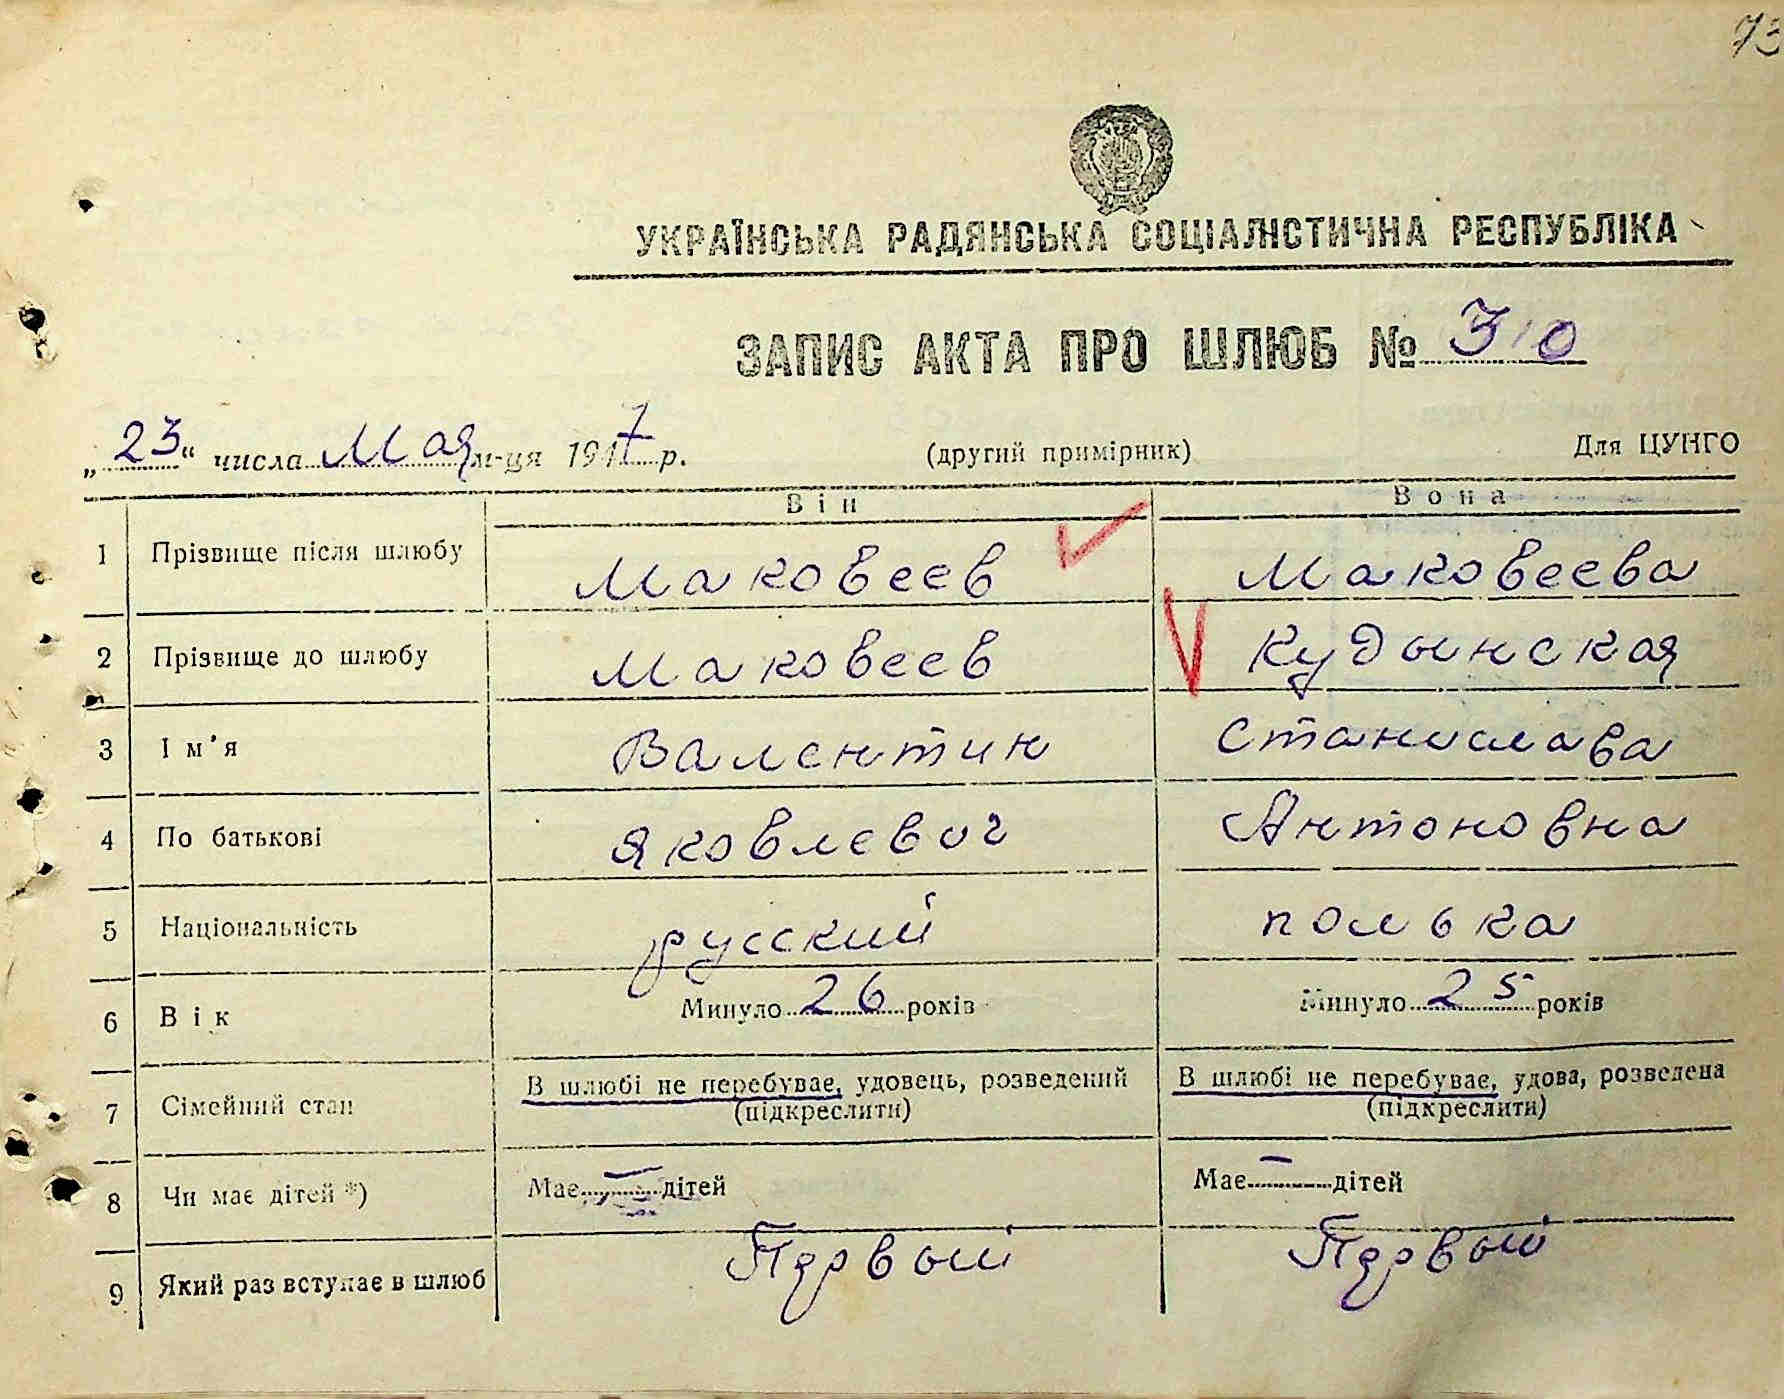 73
УКРАЇНСЬКА РАДЯНСЬКА СОЦІАЛІСТИЧНА РЕСПУБЛІКА
ЗАПИС АКТА ПРО ШЛЮБ № 310
„23" числа Мая м-ця 1947 р. (другий примірник) Для ЦУНГО
Він Вона
1 Прізвище після шлюбу Маковеев Маковеева
2 Прізвище до шлюбу Маковеев Кудынская
3 Ім'я Валентин Станислава
4 По батькові Яковлевич Антоновна
5 Національність русский полька
6 Вік Минуло 26 років Минуло 25 років
7 Сімейний стан В шлюбі не перебуває, удовець, розведений В шлюбі не перебуває, удова, розведена
(підкреслити) (підкреслити)
8 Чи має дітей *) Має — дітей Має — дітей
9 Який раз вступає в шлюб Первый Первый